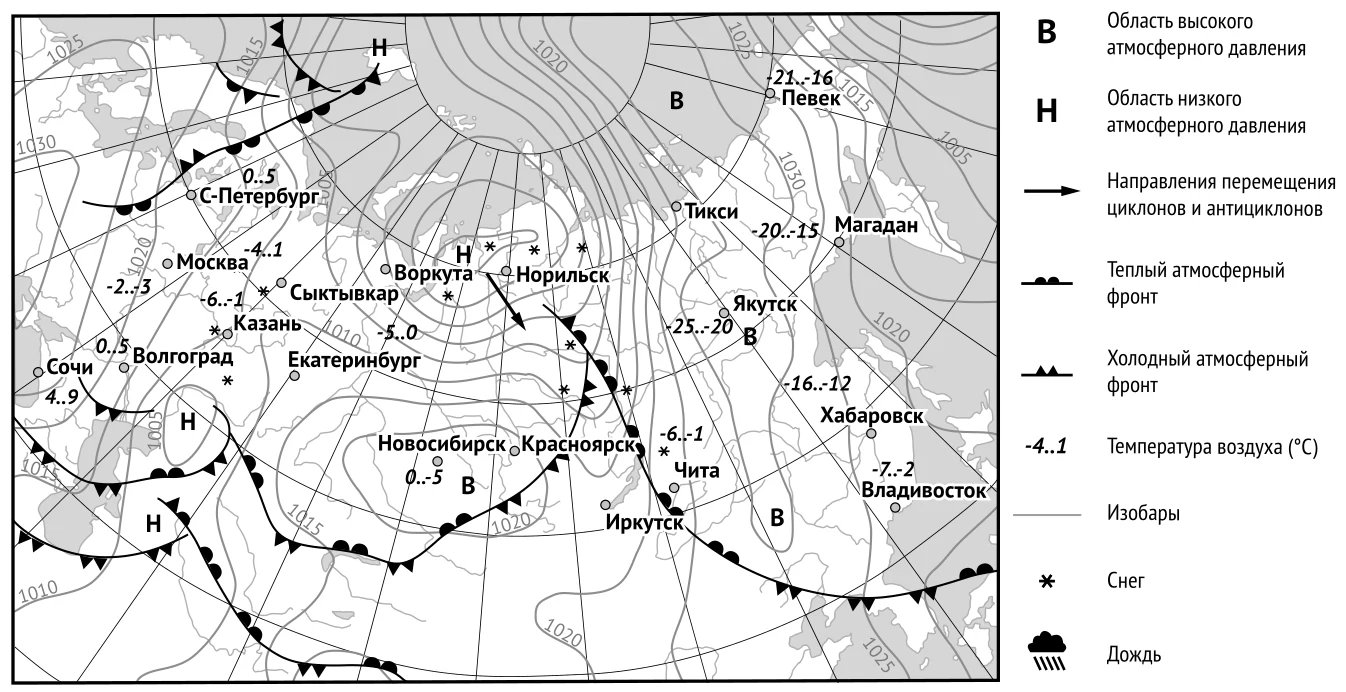 1025
1015
Н
1020
1025
-21..-16
Певек
В
1015
1005
1030
0..5
С-Петербург
1005
1030
Тикси
-20..-15
Магадан
1020
Москва
-4..1
Н
Воркута
Норильск
-2..-3
-6..-1
Сыктывкар
Казань
1010
-5..0
Якутск
-25..-20
В
1020
0..5
Волгоград
Екатеринбург
Сочи
4..9
-16..-12
Хабаровск
Н
1005
Новосибирск
Красноярск
-6..-1
Чита
0..-5
В
1015
-7..-2
Владивосток
Н
1015
1020
Иркутск
В
1010
1020
1025
В
Область высокого
атмосферного давления
Н
Область низкого
атмосферного давления
Направления перемещения
циклонов и антициклонов
Теплый атмосферный
фронт
Холодный атмосферный
фронт
-4..1
Температура воздуха (°С)
Изобары
Снег
Дождь